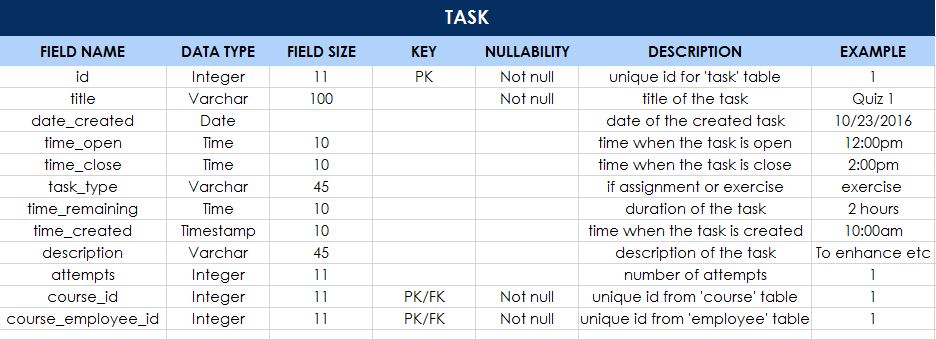 TASK
FIELD NAME DATA TYPE FIELD SIZE KEY NULLABILITY DESCRIPTION EXAMPLE
id Integer 11 PK Not null unique id for 'task' table 1
title Varchar 100 Not null title of the task Quiz 1
date_created Date date of the created task 10/23/2016
time_open Time 10 time when the task is open 12:00pm
time_close Time 10 time when the task is close 2:00pm
task_type Varchar 45 if assignment or exercise exercise
time_remaining Time 10 duration of the task 2 hours
time_created Timestamp 10 time when the task is created 10:00am
description Varchar 45 description of the task To enhance etc
attempts Integer 11 number of attempts 1
course_id Integer 11 PK/FK Not null unique id from 'course' table 1
course_employee_id Integer 11 PK/FK Not null unique id from 'employee' table 1